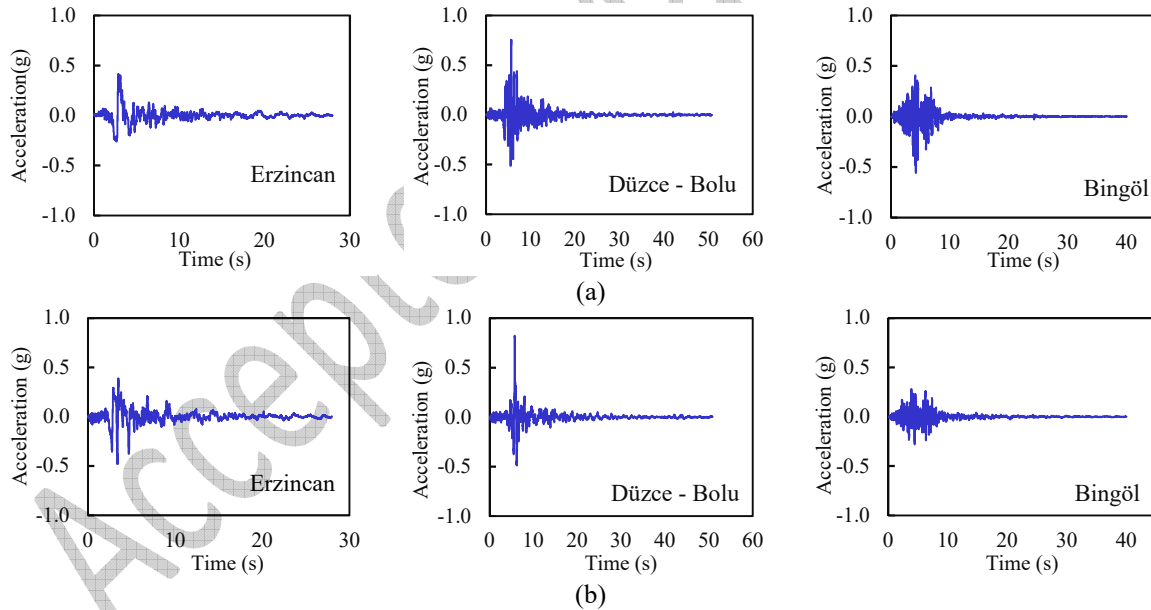 1.0
0.5
0.0
-0.5
-1.0
Acceleration(g)
Erzincan
0 10 20 30
Time (s)
1.0
0.5
0.0
-0.5
-1.0
Acceleration (g)
Düzce - Bolu
0 10 20 30 40 50 60
Time (s)
1.0
0.5
0.0
-0.5
-1.0
Acceleration (g)
Bingöl
0 10 20 30 40
Time (s)
(a)
1.0
0.5
0.0
-0.5
-1.0
Acceleration (g)
Erzincan
0 10 20 30
Time (s)
1.0
0.5
0.0
-0.5
-1.0
Acceleration (g)
Düzce - Bolu
0 10 20 30 40 50 60
Time (s)
1.0
0.5
0.0
-0.5
-1.0
Acceleration (g)
Bingöl
0 10 20 30 40
Time (s)
(b)